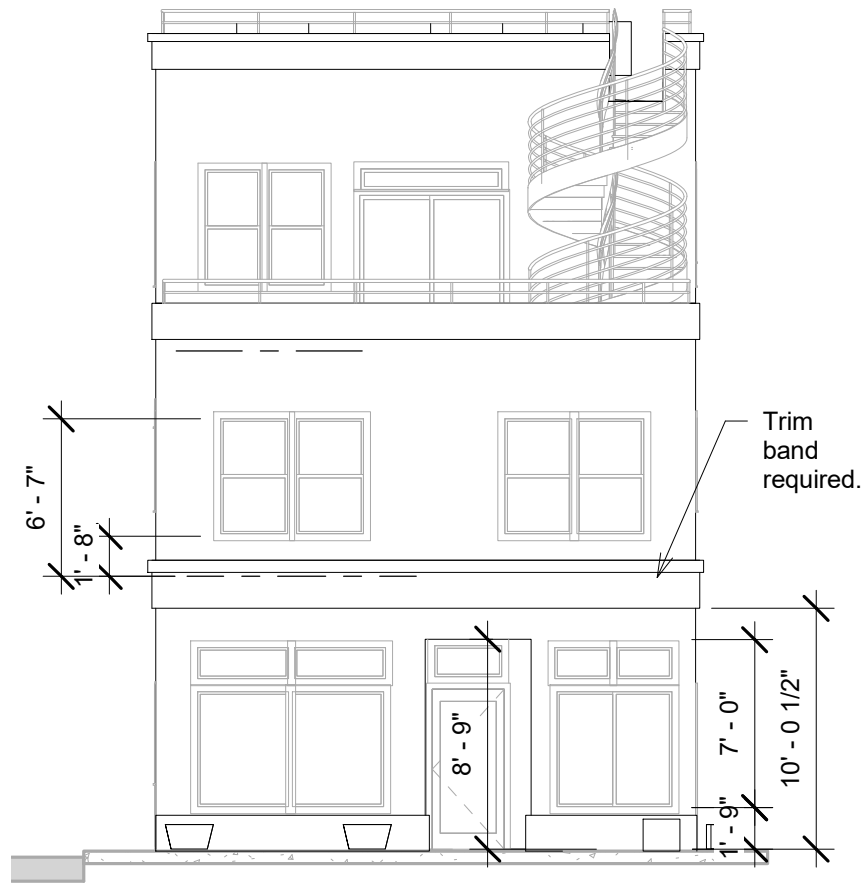 Trim
band
required.
6' - 7"
1' - 8"
8' - 9"
7' - 0"
10' - 0 1/2"
1' - 9"